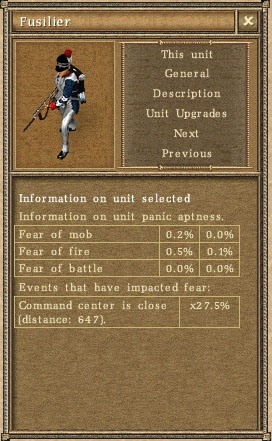 Fusilier
This unit
General
Description
Unit Upgrades
Next
Previous
Information on unit selected
Information on unit panic aptness.
Fear of mob 0.2% 0.0%
Fear of fire 0.5% 0.1%
Fear of battle 0.0% 0.0%
Events that have impacted fear:
Command center is close x27.5%
(distance: 647).